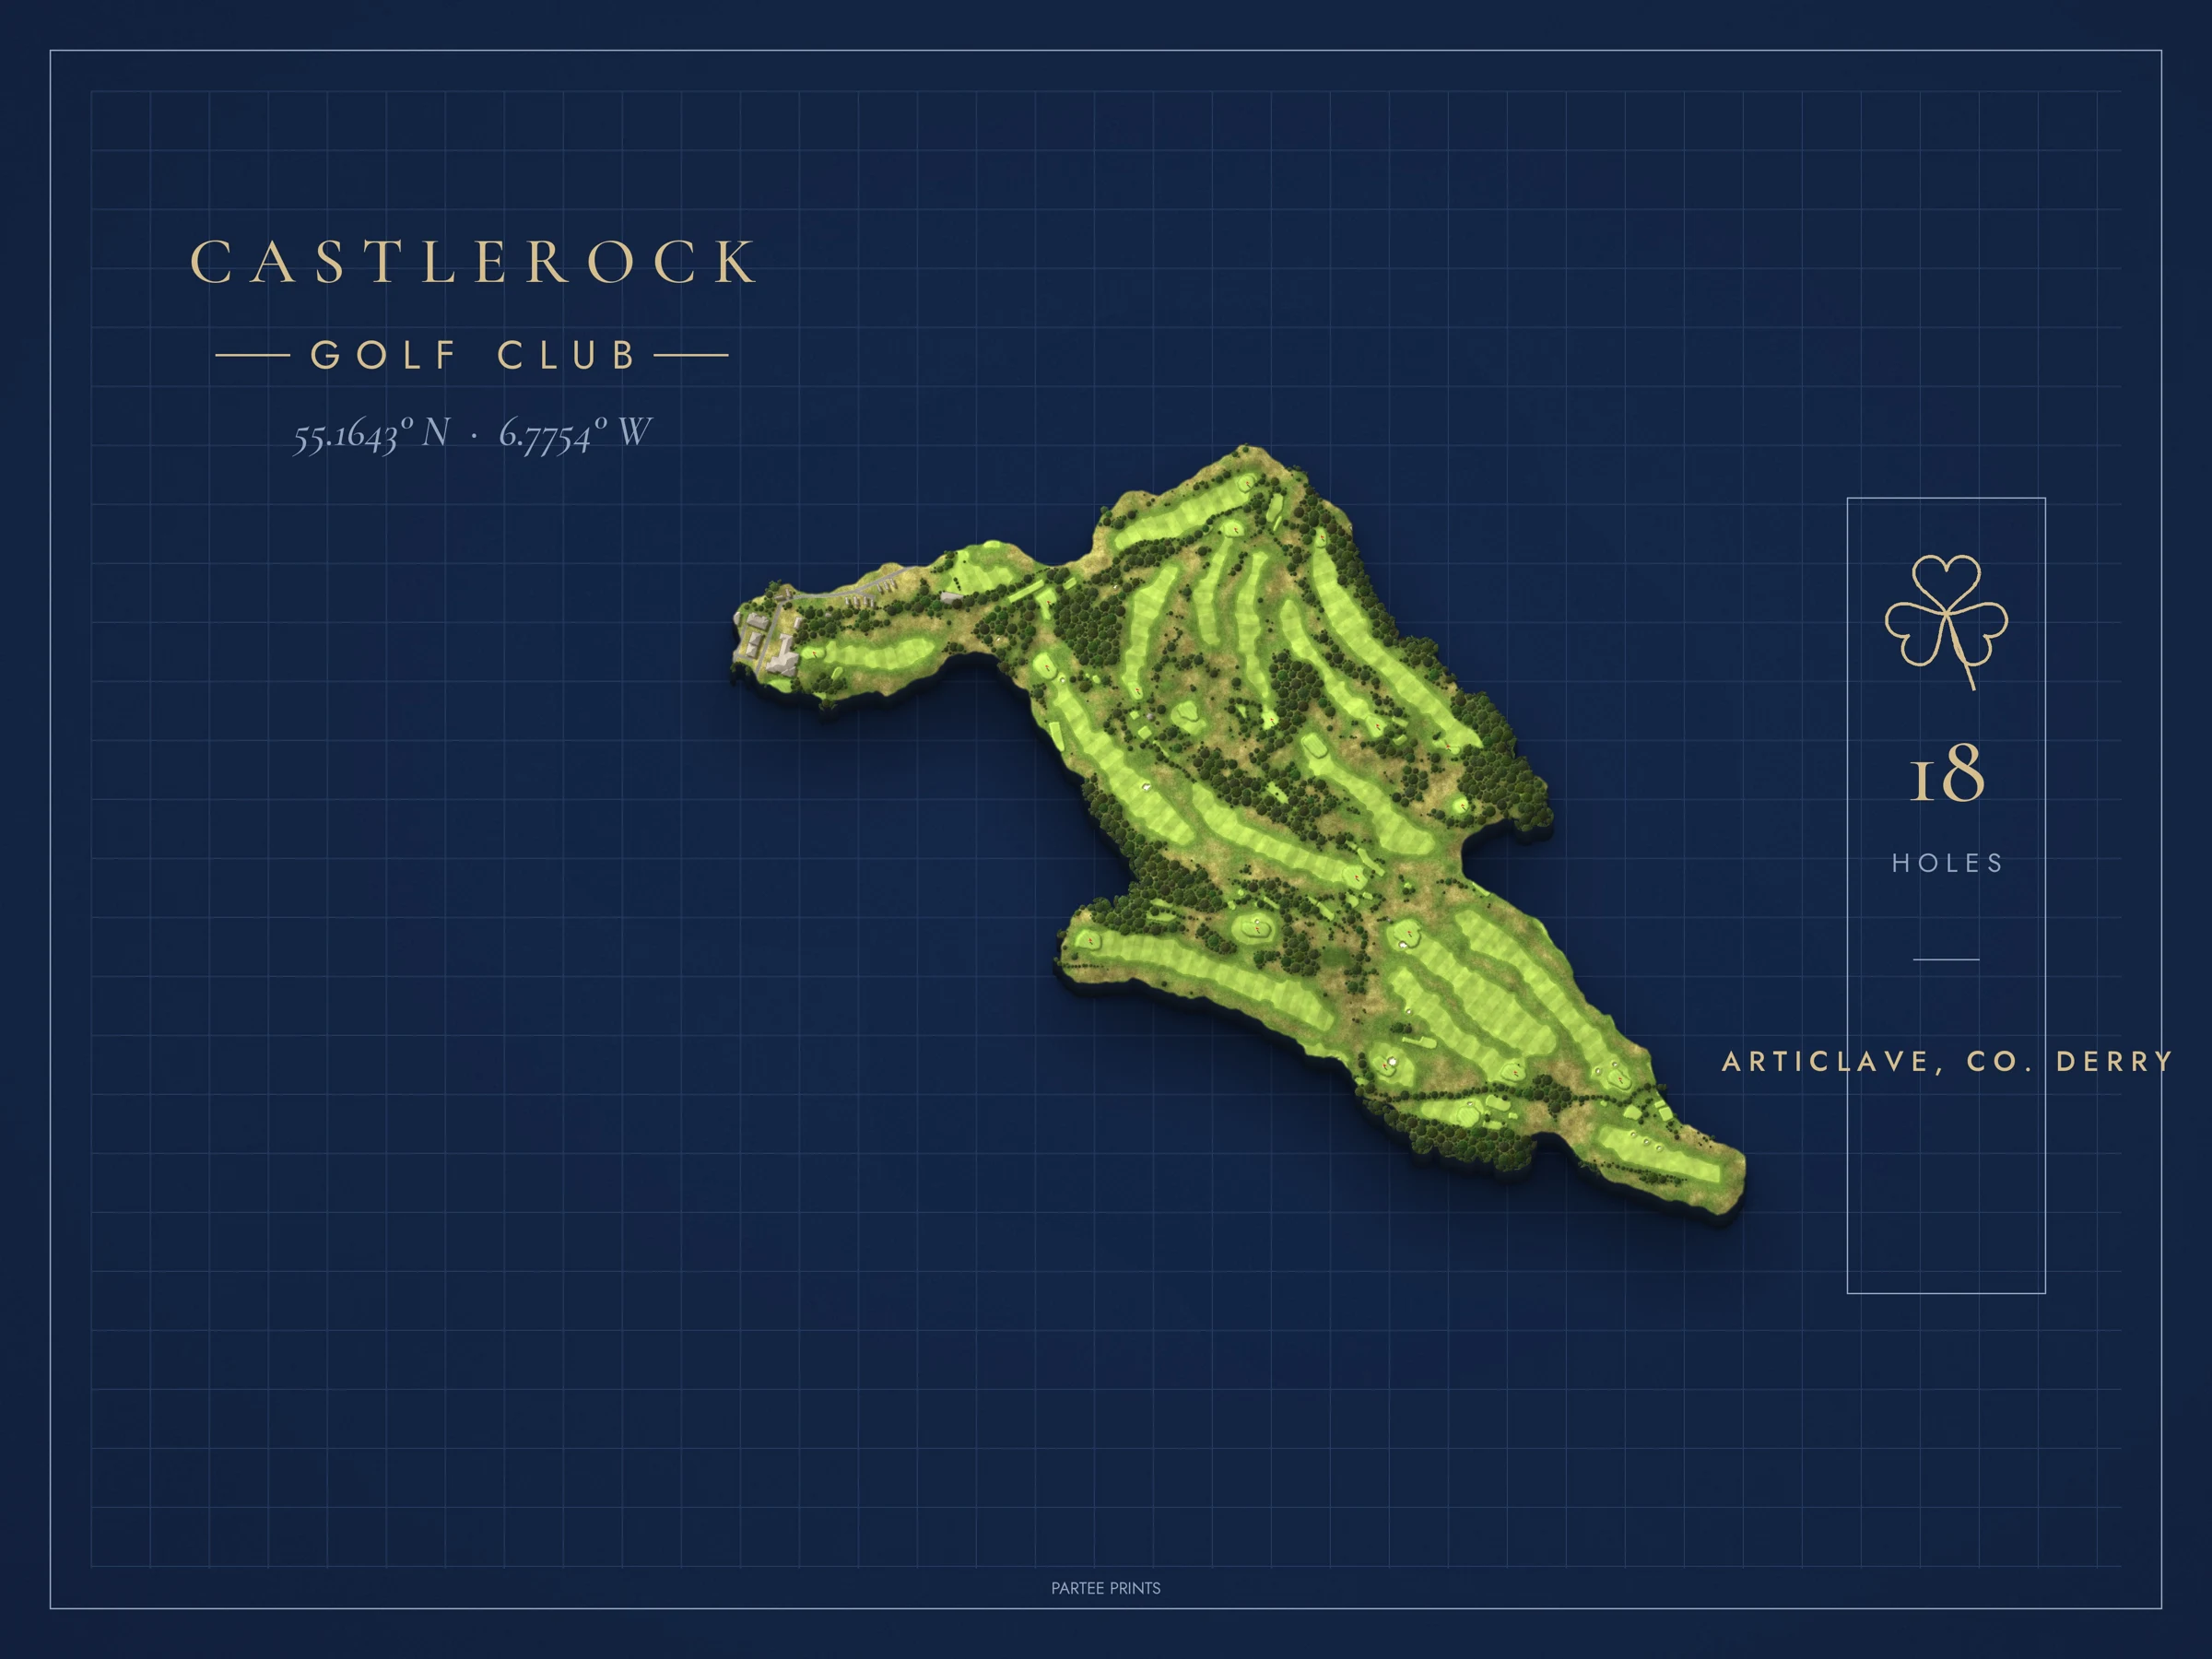 CASTLEROCK
GOLF CLUB
55.1643° N · 6.7754° W
18
HOLES
ARTICLAVE, CO. DERRY
PARTEE PRINTS